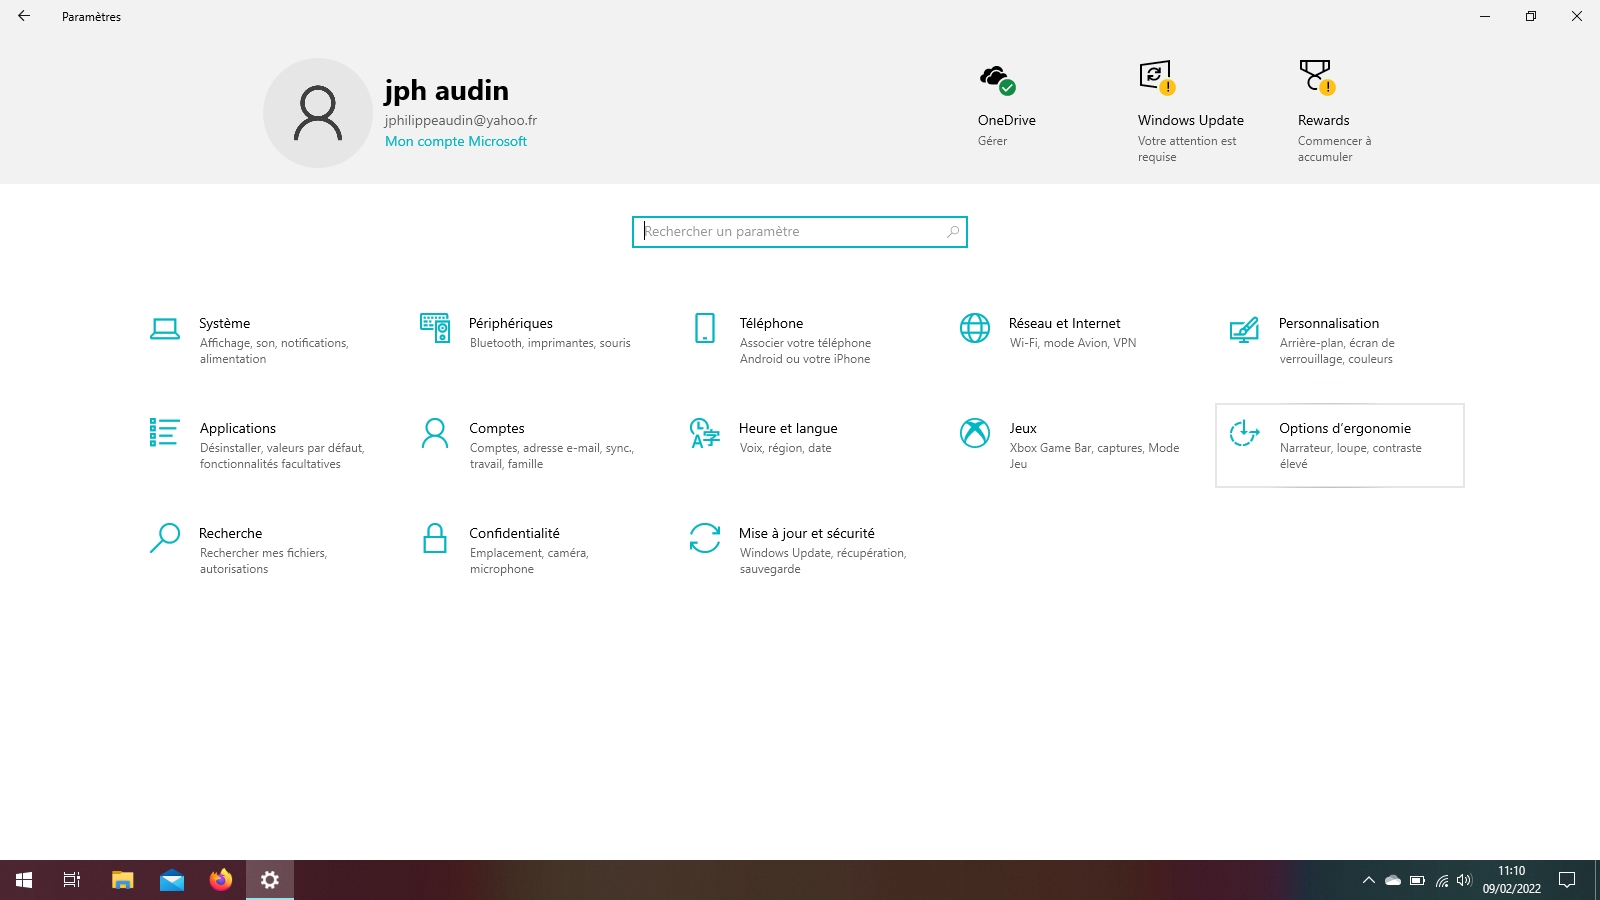 Paramètres
jph audin
jphilippeaudin@yahoo.fr
Mon compte Microsoft
OneDrive
Gérer
Windows Update
Votre attention est
requise
Rewards
Commencer à
accumuler
Rechercher un paramètre
Système
Affichage, son, notifications,
alimentation
Périphériques
Bluetooth, imprimantes, souris
Téléphone
Associer votre téléphone
Android ou votre iPhone
Réseau et Internet
Wi-Fi, mode Avion, VPN
Personnalisation
Arrière-plan, écran de
verrouillage, couleurs
Applications
Désinstaller, valeurs par défaut,
fonctionnalités facultatives
Comptes
Comptes, adresse e-mail, sync.,
travail, famille
Heure et langue
Voix, région, date
Jeux
Xbox Game Bar, captures, Mode
Jeu
Options d’ergonomie
Narrateur, loupe, contraste
élevé
Recherche
Rechercher mes fichiers,
autorisations
Confidentialité
Emplacement, caméra,
microphone
Mise à jour et sécurité
Windows Update, récupération,
sauvegarde
11:10
09/02/2022